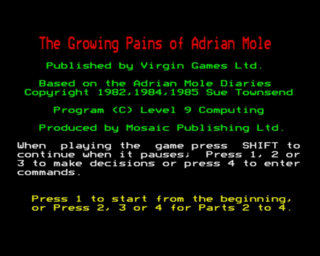 The Growing Pains of Adrian Mole
Published by Virgin Games Ltd.
Based on the Adrian Mole Diaries
Copyright 1982,1984,1985 Sue Townsend
Program (C) Level 9 Computing
Produced by Mosaic Publishing Ltd.
When playing the game press SHIFT to
continue when it pauses; Press 1, 2 or
3 to make decisions or press 4 to enter
commands.
Press 1 to start from the beginning,
or Press 2, 3 or 4 for Parts 2 to 4.